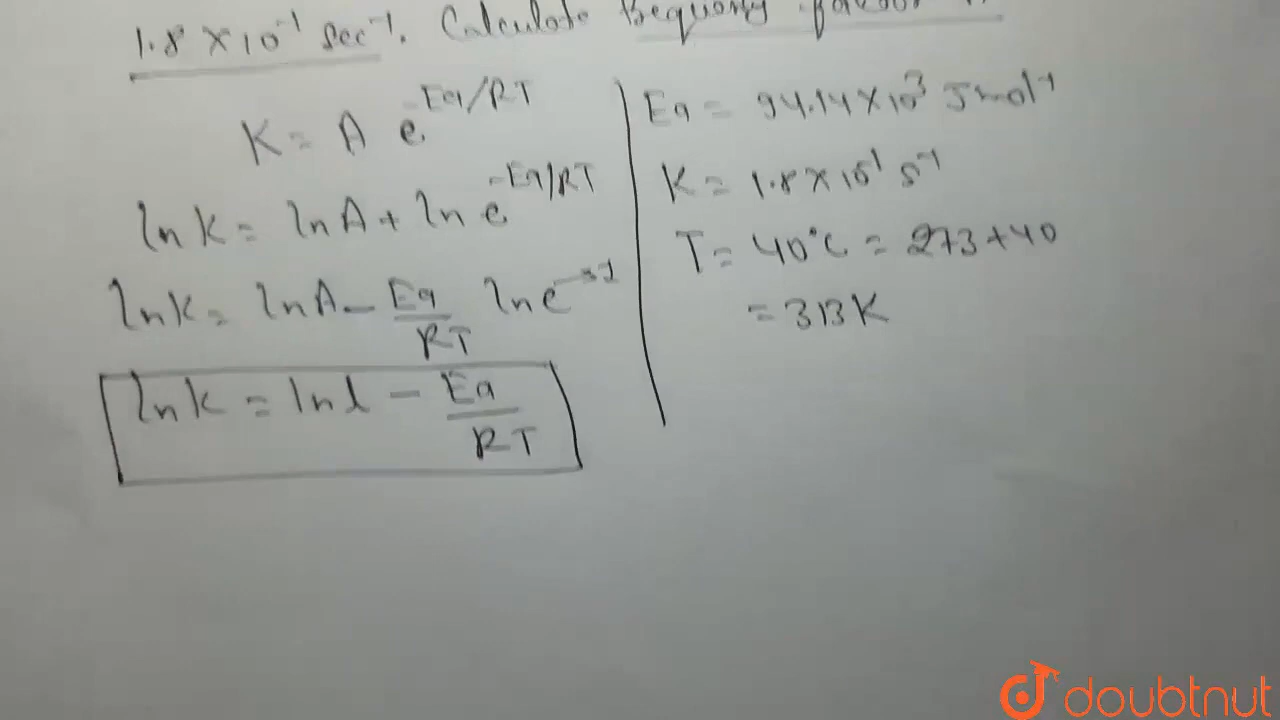 1.8 × 10⁻¹ sec⁻¹. Calculate
K = A e^-Ea/RT
ln K = ln A + ln e^-Ea/RT
ln K = ln A - Ea/RT ln e
ln k = ln A - Ea/RT
Ea = 94.14 × 10³ J mol⁻¹
K = 1.8 × 10⁻¹ s⁻¹
T = 40°C = 273 + 40
= 313 K
doubtnut